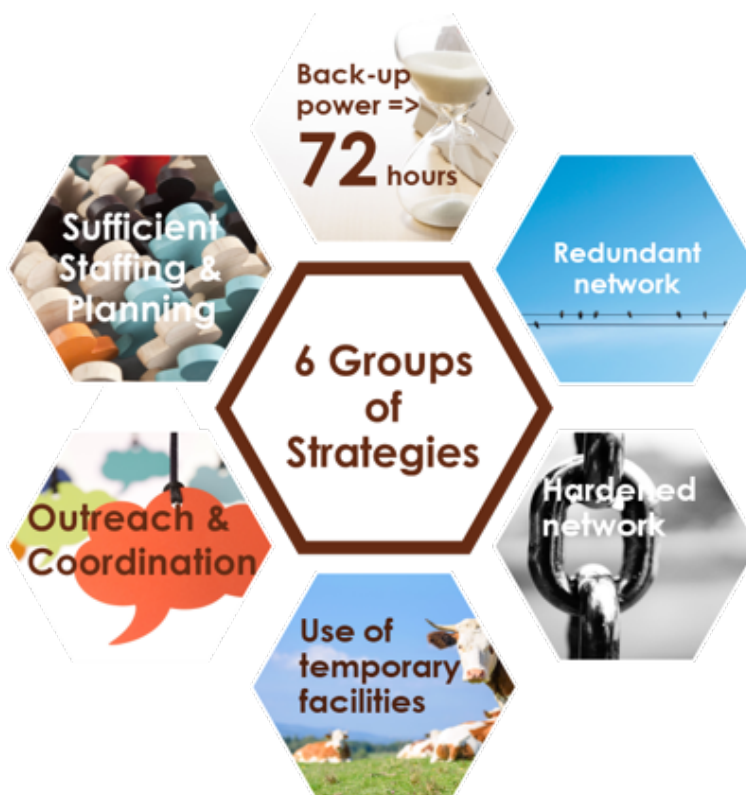 Back-up
power =>
72 hours
Redundant
network
Hardened
network
Use of
temporary
facilities
Outreach &
Coordination
Sufficient
Staffing &
Planning
6 Groups
of
Strategies